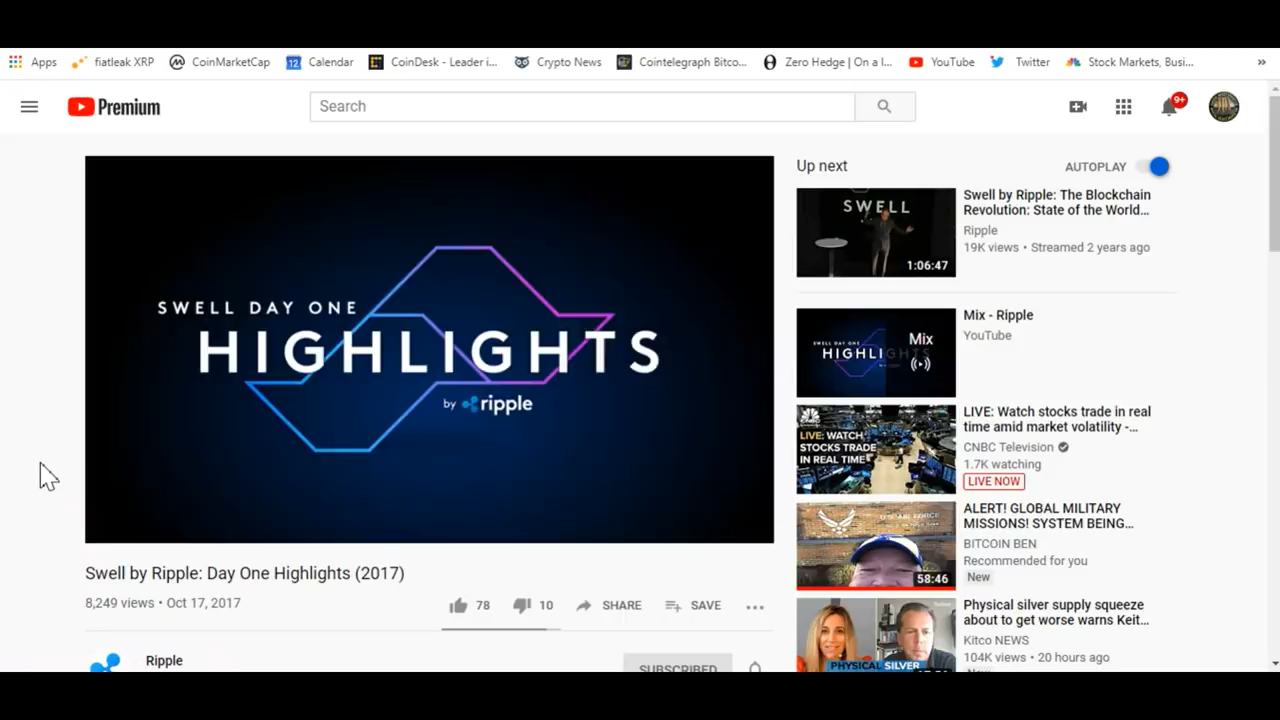 Apps fiatleak XRP CoinMarketCap 12 Calendar CoinDesk - Leader i... Crypto News Cointelegraph Bitco... Zero Hedge | On a I... YouTube Twitter Stock Markets, Busi... »
Premium
Search
9+
SWELL DAY ONE
HIGHLIGHTS
by ripple
Swell by Ripple: Day One Highlights (2017)
8,249 views • Oct 17, 2017
78 10 SHARE SAVE ...
Ripple
SUBSCRIBED
Up next
AUTOPLAY
SWELL
1:06:47
Swell by Ripple: The Blockchain
Revolution: State of the World...
Ripple
19K views • Streamed 2 years ago
SWELL DAY ONE
HIGHLIGHTS
Mix
Mix - Ripple
YouTube
CNBC
LIVE: WATCH
STOCKS TRADE
IN REAL TIME
LIVE: Watch stocks trade in real
time amid market volatility -...
CNBC Television
1.7K watching
LIVE NOW
58:46
ALERT! GLOBAL MILITARY
MISSIONS! SYSTEM BEING...
BITCOIN BEN
Recommended for you
New
PHYSICAL SILVER
Physical silver supply squeeze
about to get worse warns Keit...
Kitco NEWS
104K views • 20 hours ago